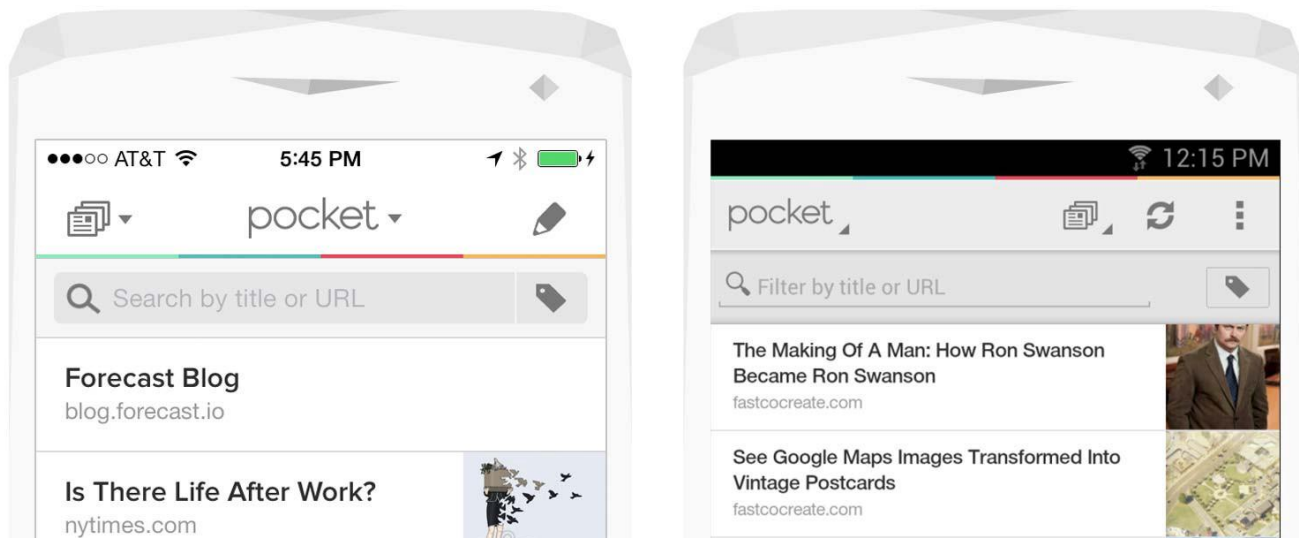 AT&T 5:45 PM
pocket
Search by title or URL
Forecast Blog
blog.forecast.io
Is There Life After Work?
nytimes.com
12:15 PM
pocket
Filter by title or URL
The Making Of A Man: How Ron Swanson
Became Ron Swanson
fastcocreate.com
See Google Maps Images Transformed Into
Vintage Postcards
fastcocreate.com